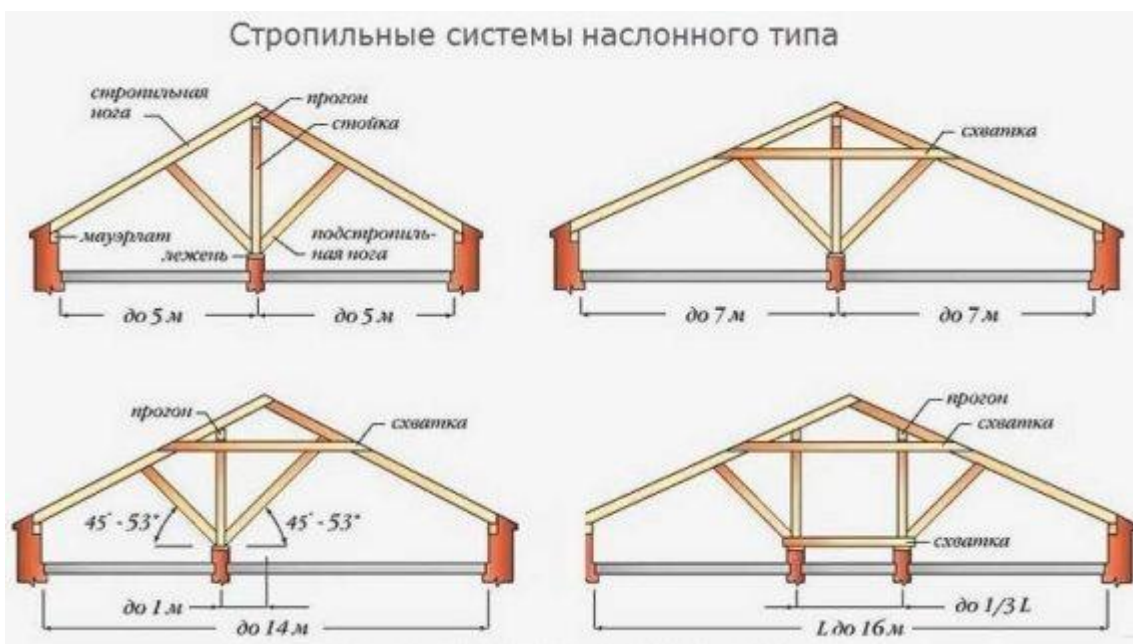 Стропильные системы наслонного типа
стропильная
нога
прогон
стойка
мауэрлат
лежень
подстропиль-
ная нога
до 5 м
до 5 м
схватка
до 7 м
до 7 м
прогон
схватка
45° - 53°
45° - 53°
до 1 м
до 14 м
прогон
схватка
схватка
до 1/3 L
L до 16 м